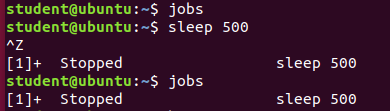 student@ubuntu:~$ jobs
student@ubuntu:~$ sleep 500
^Z
[1]+  Stopped                 sleep 500
student@ubuntu:~$ jobs
[1]+  Stopped                 sleep 500